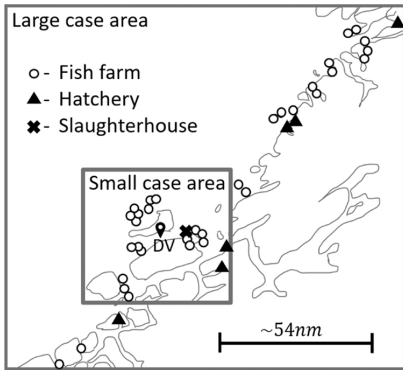 Large case area
- Fish farm
- Hatchery
- Slaughterhouse
Small case area
DV
~54nm